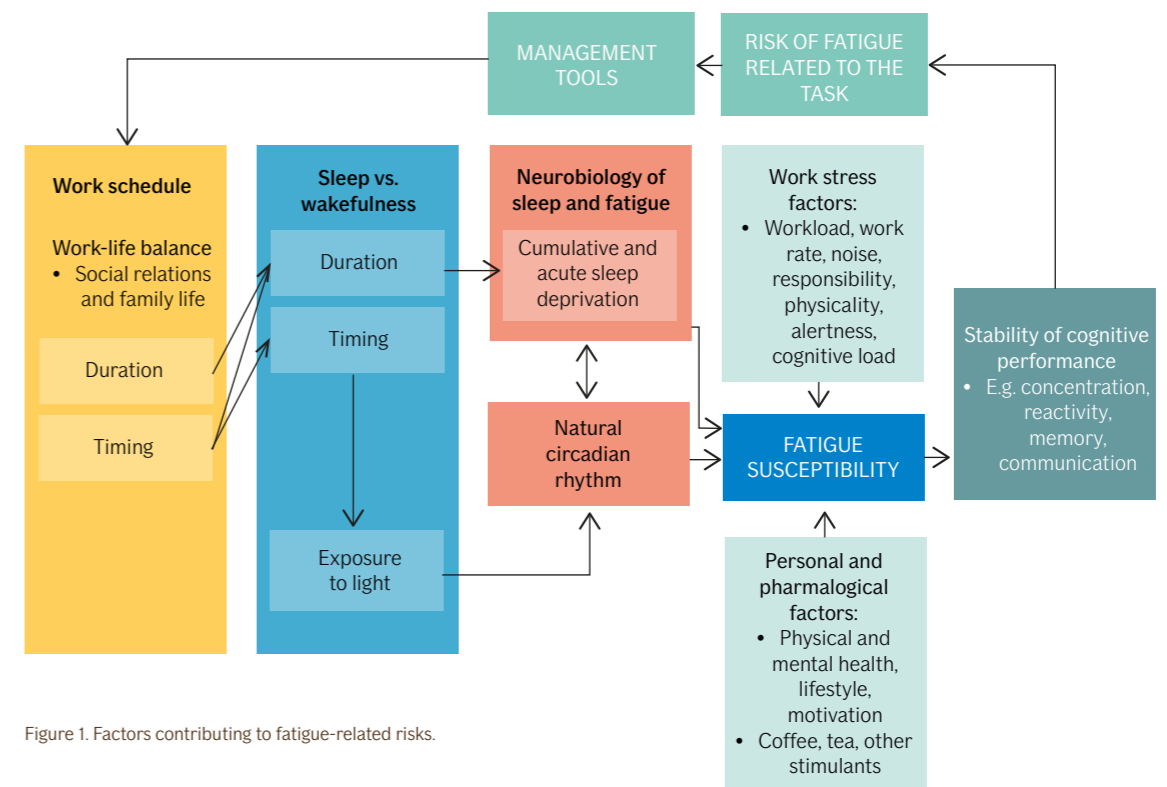 MANAGEMENT
TOOLS
RISK OF FATIGUE
RELATED TO THE
TASK
Work schedule
Work-life balance
• Social relations
and family life
Duration
Timing
Sleep vs.
wakefulness
Duration
Timing
Exposure
to light
Neurobiology of
sleep and fatigue
Cumulative and
acute sleep
deprivation
Natural
circadian
rhythm
Work stress
factors:
• Workload, work
rate, noise,
responsibility,
physicality,
alertness,
cognitive load
FATIGUE
SUSCEPTIBILITY
Personal and
pharmalogical
factors:
• Physical and
mental health,
lifestyle,
motivation
• Coffee, tea, other
stimulants
Stability of cognitive
performance
• E.g. concentration,
reactivity,
memory,
communication
Figure 1. Factors contributing to fatigue-related risks.